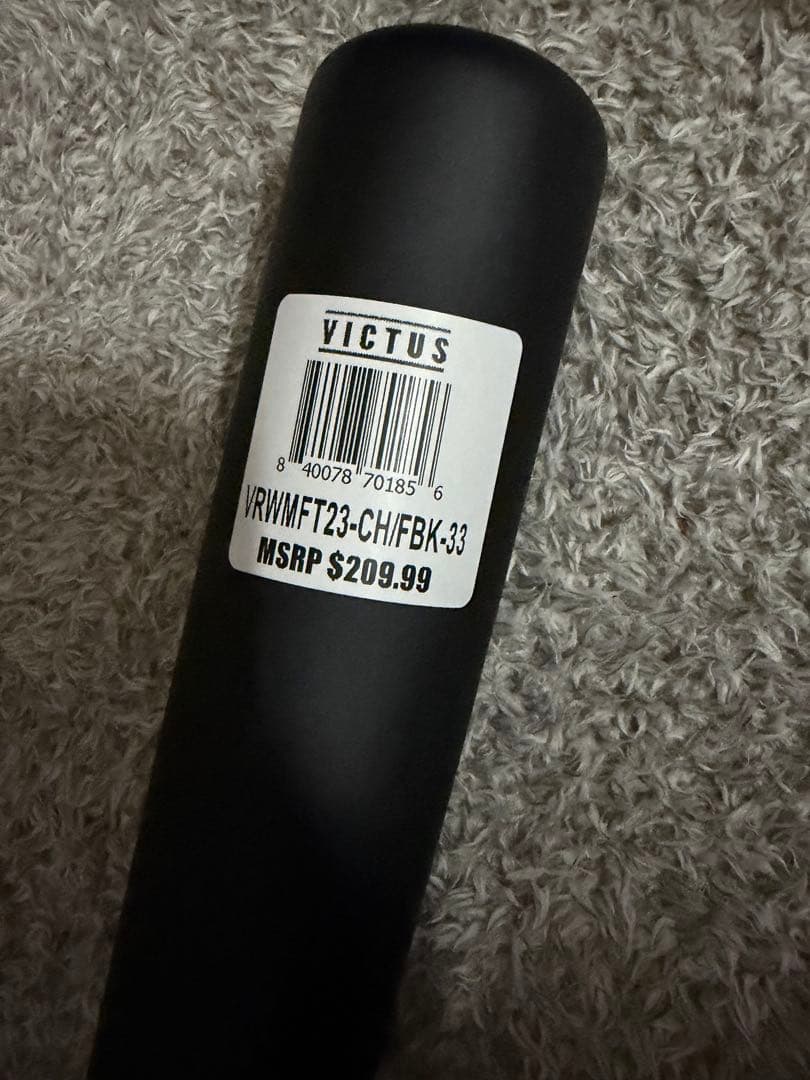 VICTUS
8 40078 70185 6
VRWMFT23-CH/FBK-33
MSRP $209.99